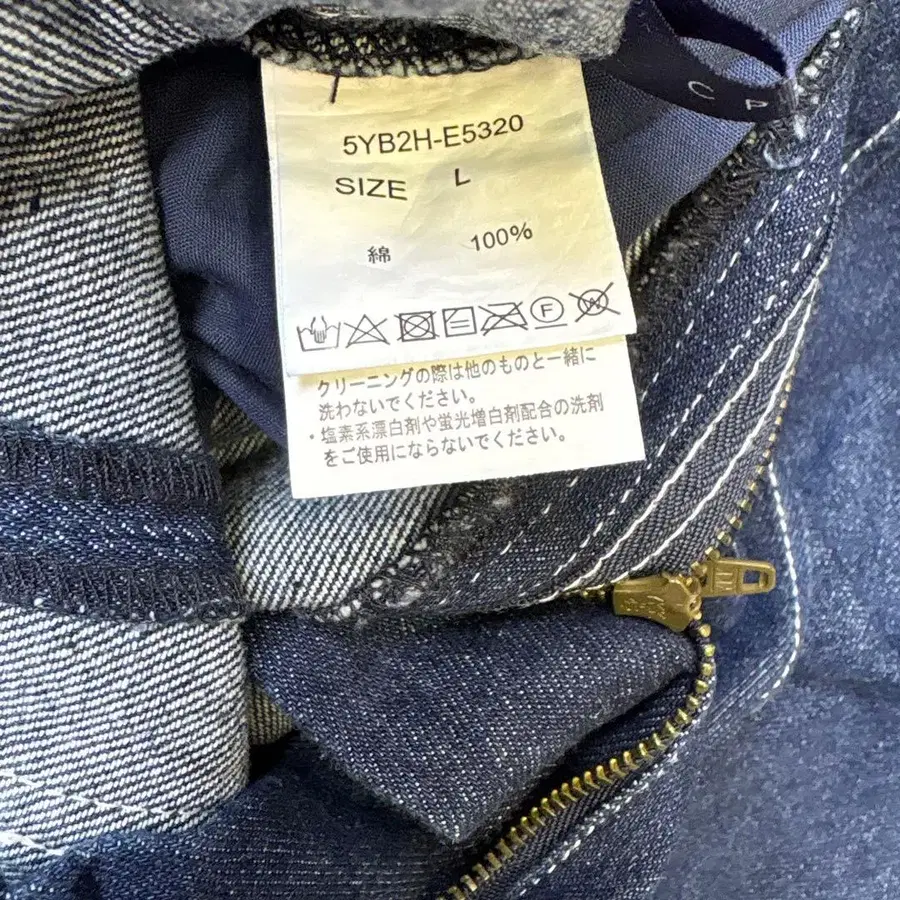 C P
5YB2H-E5320
SIZE L
綿 100%
F W
クリーニングの際は他のものと一緒に
洗わないでください。
・塩素系漂白剤や蛍光増白剤配合の洗剤
をご使用にならないでください。